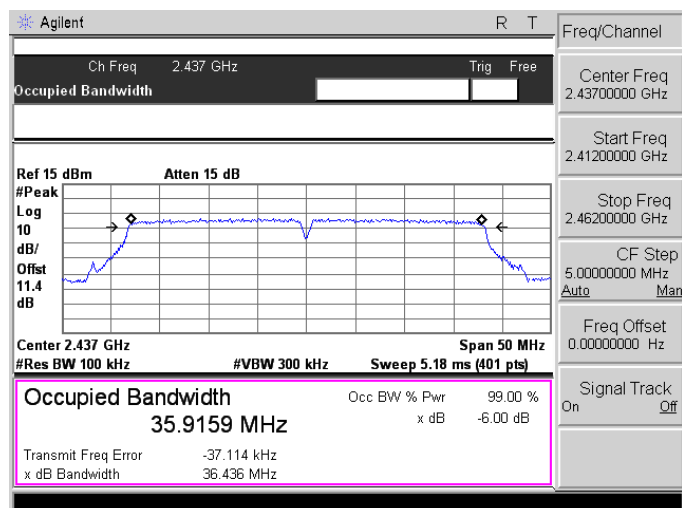 Agilent R T
Freq/Channel
Ch Freq 2.437 GHz Trig Free
Occupied Bandwidth
Center Freq
2.43700000 GHz
Start Freq
2.41200000 GHz
Stop Freq
2.46200000 GHz
CF Step
5.00000000 MHz
Auto Man
Freq Offset
0.00000000 Hz
Signal Track
On Off
Ref 15 dBm Atten 15 dB
#Peak
Log
10
dB/
Offst
11.4
dB
Center 2.437 GHz Span 50 MHz
#Res BW 100 kHz #VBW 300 kHz Sweep 5.18 ms (401 pts)
Occupied Bandwidth
35.9159 MHz
Occ BW % Pwr 99.00 %
x dB -6.00 dB
Transmit Freq Error -37.114 kHz
x dB Bandwidth 36.436 MHz